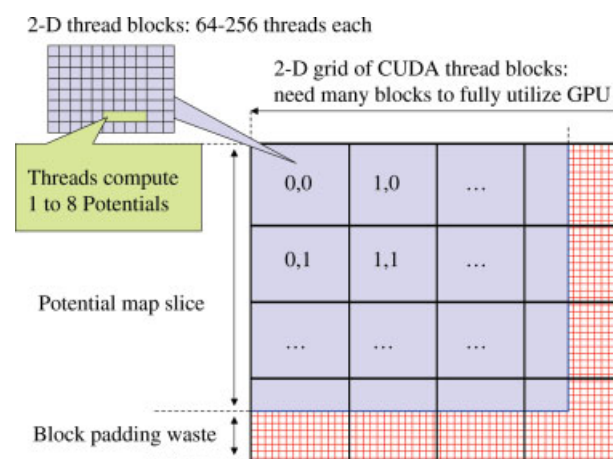 2-D thread blocks: 64-256 threads each
2-D grid of CUDA thread blocks:
need many blocks to fully utilize GPU
Threads compute
1 to 8 Potentials
0,0
1,0
...
0,1
1,1
...
Potential map slice
...
...
...
Block padding waste